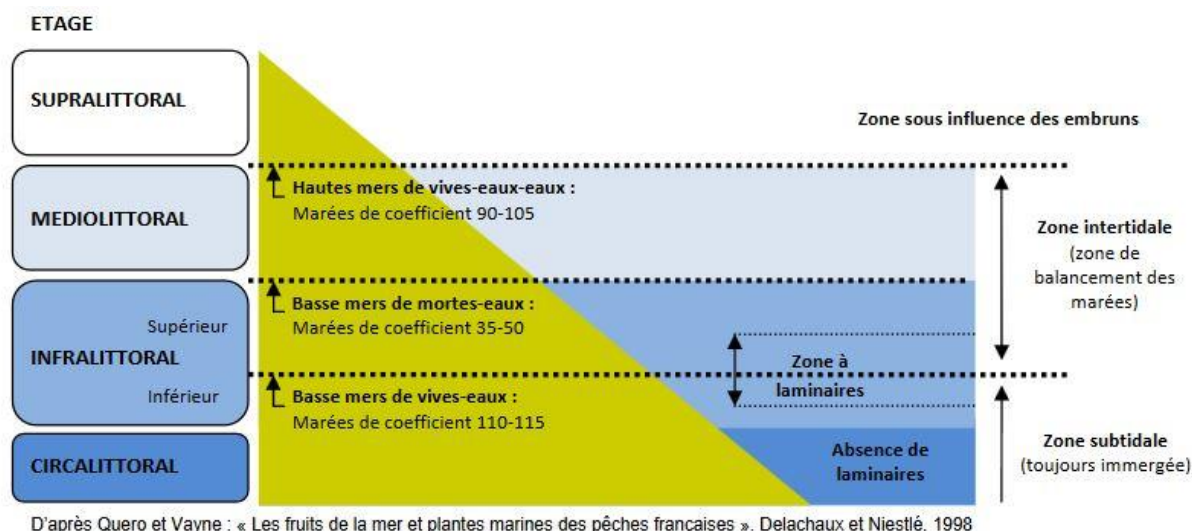 ETAGE
SUPRALITTORAL
Zone sous influence des embruns
Hautes mers de vives-eaux-eaux :
Marées de coefficient 90-105
MEDIOLITTORAL
Zone intertidale
(zone de
balancement des
marées)
Basse mers de mortes-eaux :
Marées de coefficient 35-50
Supérieur
INFRALITTORAL
Inférieur
Zone à
laminaires
Basse mers de vives-eaux :
Marées de coefficient 110-115
CIRCALITTORAL
Absence de
laminaires
Zone subtidale
(toujours immergée)
D'après Quero et Vayne : « Les fruits de la mer et plantes marines des pêches françaises ». Delachaux et Niestlé. 1998